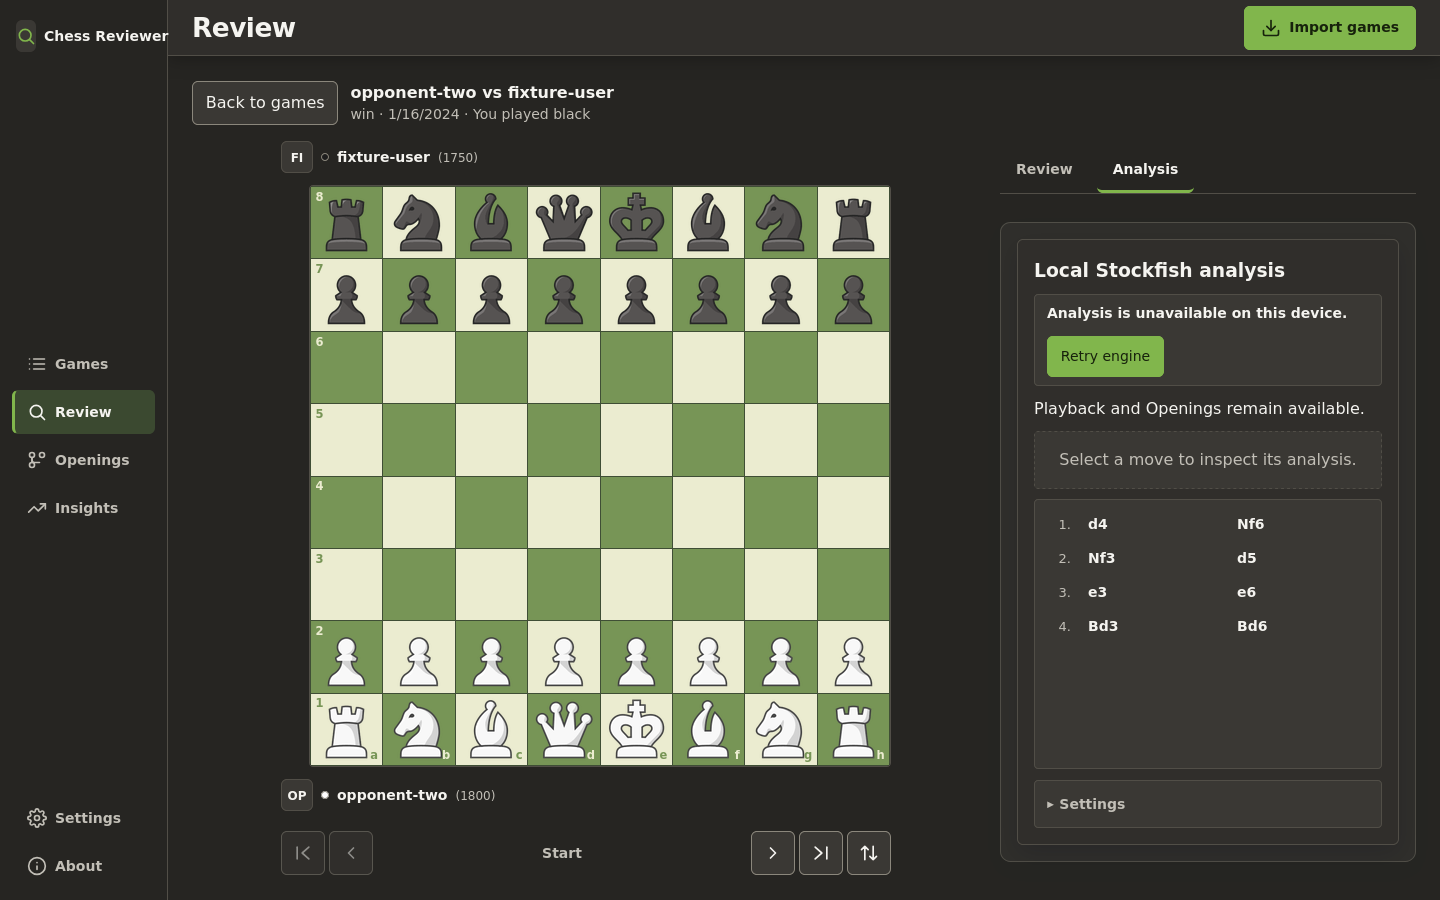 Chess Reviewer
Review
Import games
Games
Review
Openings
Insights
Settings
About
Back to games
opponent-two vs fixture-user
win · 1/16/2024 · You played black
FI
fixture-user (1750)
8
7
6
5
4
3
2
1
a b c d e f g h
OP
opponent-two (1800)
Start
Review Analysis
Local Stockfish analysis
Analysis is unavailable on this device.
Retry engine
Playback and Openings remain available.
Select a move to inspect its analysis.
1. d4 Nf6
2. Nf3 d5
3. e3 e6
4. Bd3 Bd6
▸ Settings